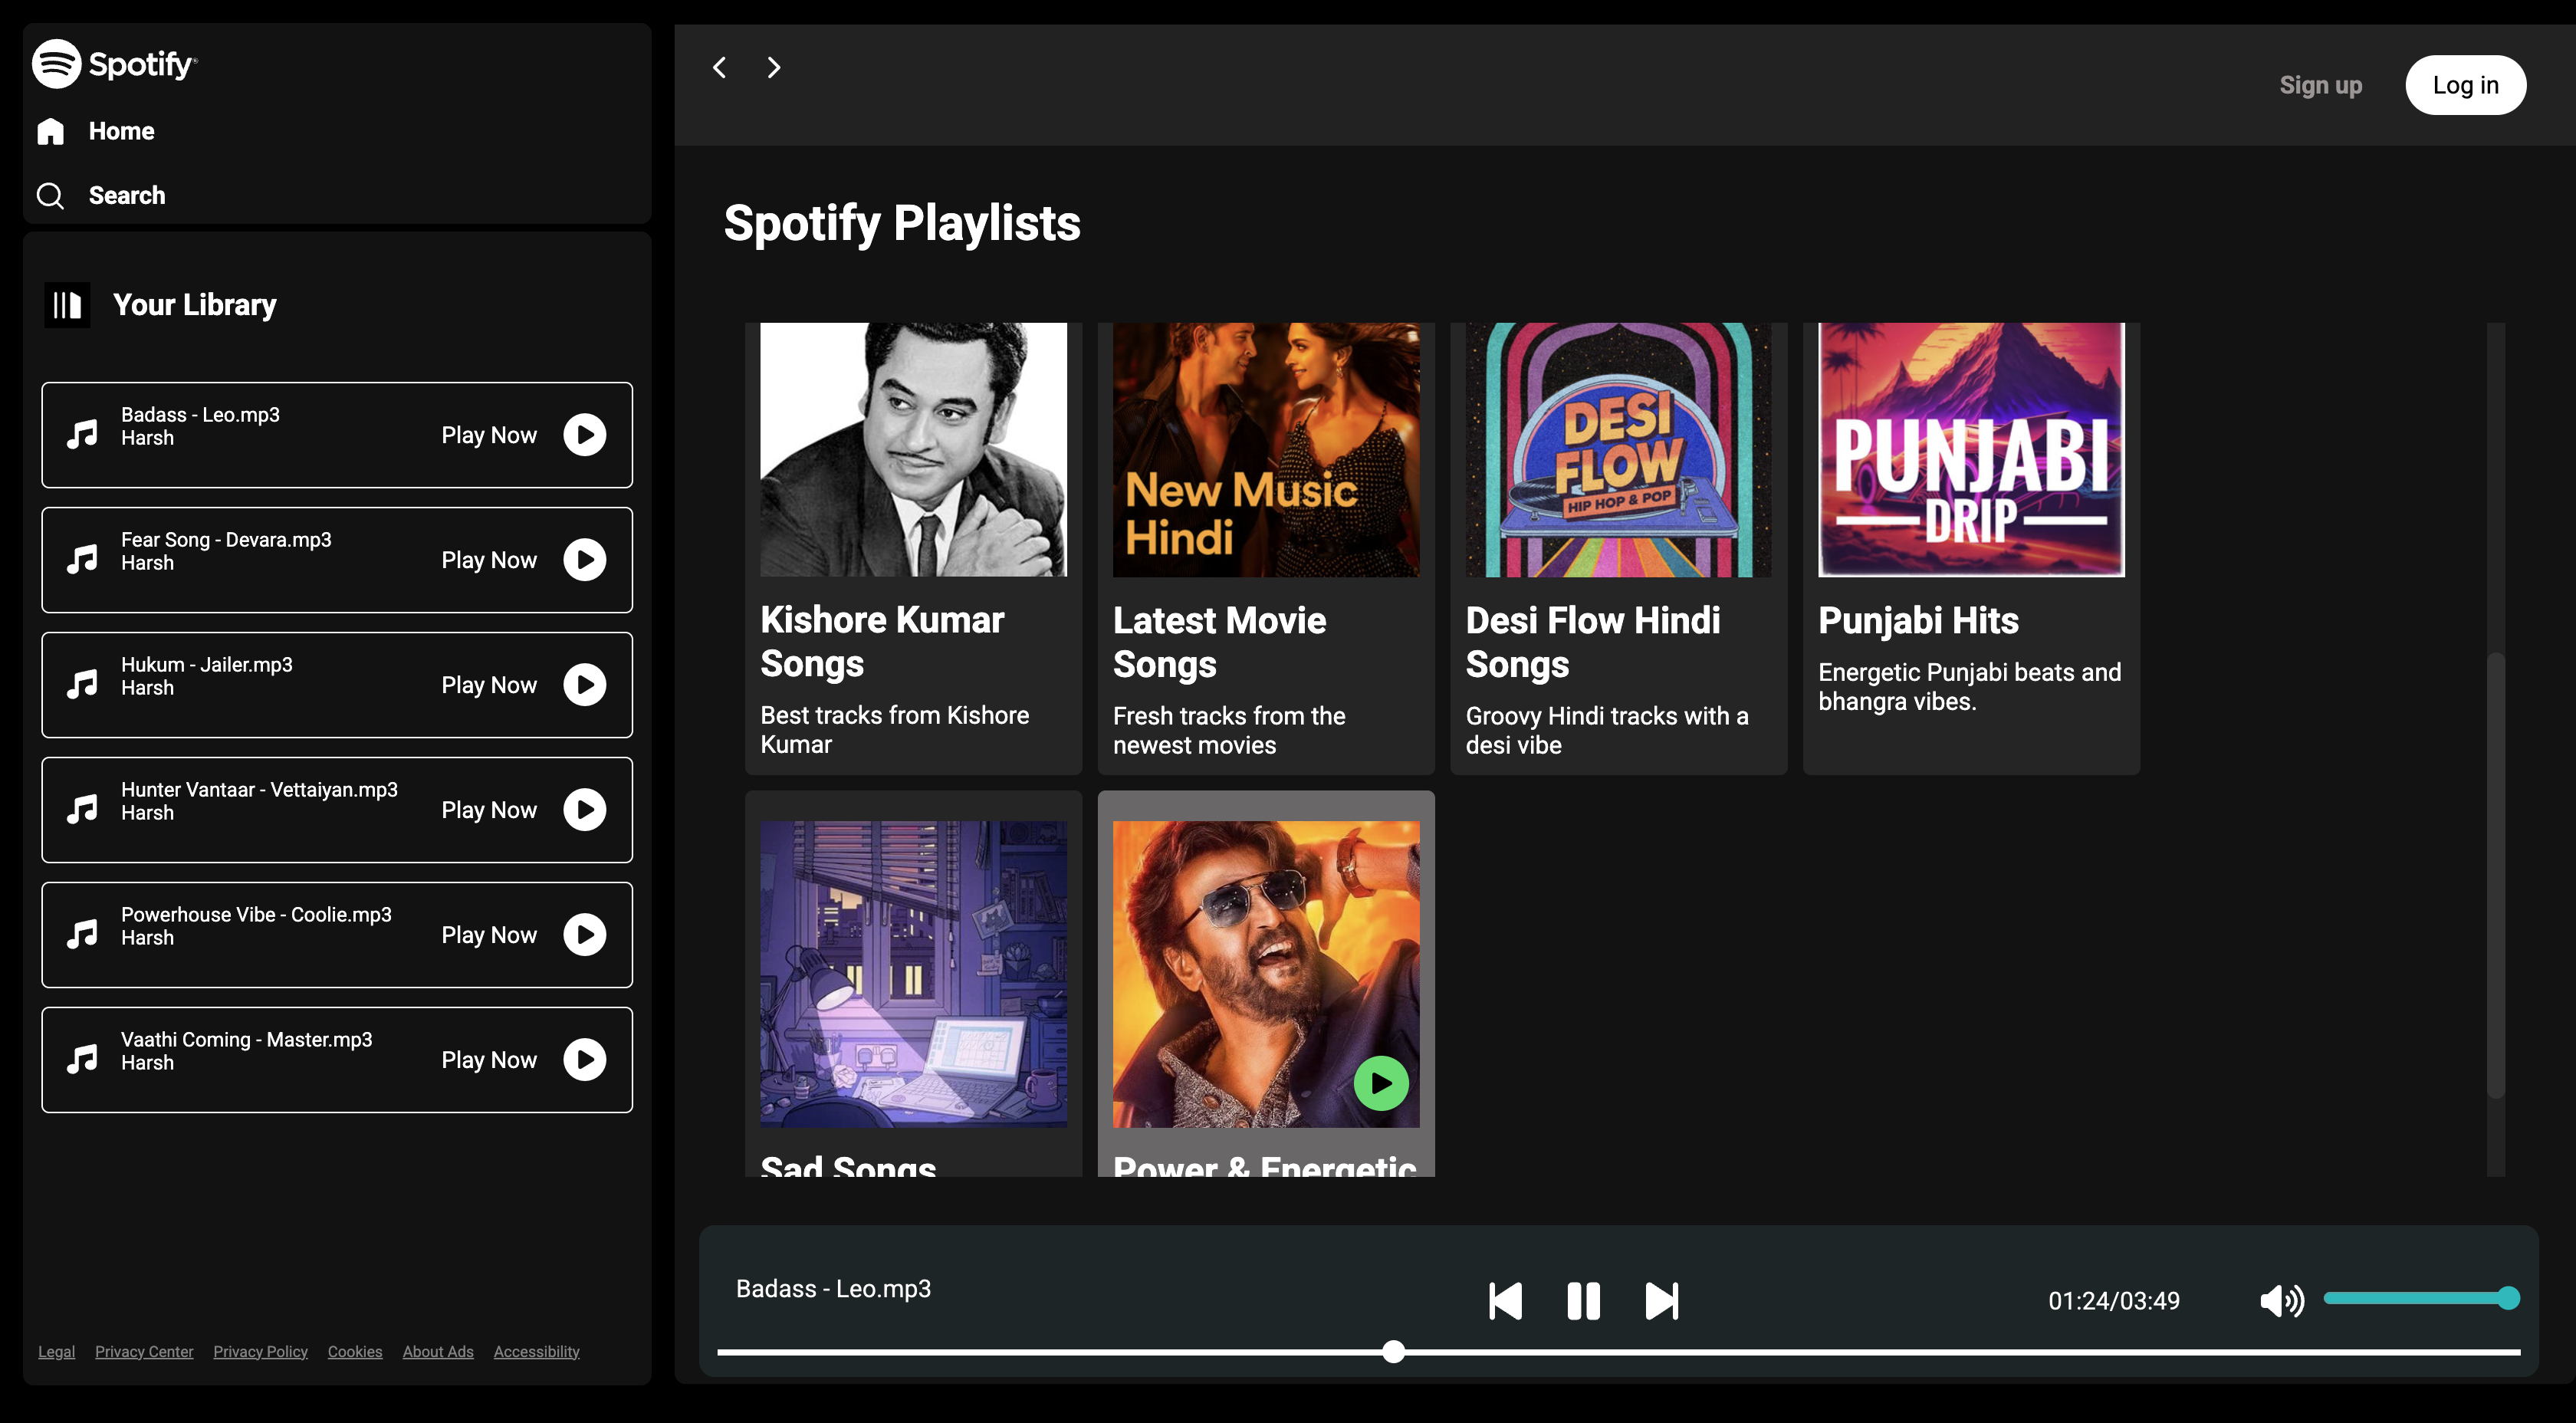 Spotify
Home
Search
Your Library
Badass - Leo.mp3
Harsh
Play Now
Fear Song - Devara.mp3
Harsh
Play Now
Hukum - Jailer.mp3
Harsh
Play Now
Hunter Vantaar - Vettaiyan.mp3
Harsh
Play Now
Powerhouse Vibe - Coolie.mp3
Harsh
Play Now
Vaathi Coming - Master.mp3
Harsh
Play Now
Legal Privacy Center Privacy Policy Cookies About Ads Accessibility
Sign up
Log in
Spotify Playlists
Kishore Kumar
Songs
Best tracks from Kishore
Kumar
New Music
Hindi
Latest Movie
Songs
Fresh tracks from the
newest movies
DESI
FLOW
HIP HOP & POP
Desi Flow Hindi
Songs
Groovy Hindi tracks with a
desi vibe
PUNJABI
DRIP
Punjabi Hits
Energetic Punjabi beats and
bhangra vibes.
Sad Songs
Power & Energetic
Badass - Leo.mp3
01:24/03:49